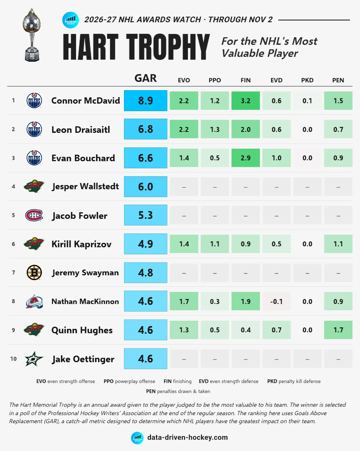 2026-27 NHL AWARDS WATCH · THROUGH NOV 2
HART TROPHY
For the NHL's Most
Valuable Player
GAR EVO PPO FIN EVD PKD PEN
1 Connor McDavid 8.9 2.2 1.2 3.2 0.6 0.1 1.5
2 Leon Draisaitl 6.8 2.2 1.3 2.0 0.6 0.0 0.7
3 Evan Bouchard 6.6 1.4 0.5 2.9 1.0 0.0 0.9
4 Jesper Wallstedt 6.0 – – – – – –
5 Jacob Fowler 5.3 – – – – – –
6 Kirill Kaprizov 4.9 1.4 1.1 0.9 0.5 0.0 1.1
7 Jeremy Swayman 4.8 – – – – – –
8 Nathan MacKinnon 4.6 1.7 0.3 1.9 -0.1 0.0 0.9
9 Quinn Hughes 4.6 1.3 0.5 0.4 0.7 0.0 1.7
10 Jake Oettinger 4.6 – – – – – –
EVO even strength offense PPO powerplay offense FIN finishing EVD even strength defense PKD penalty kill defense
PEN penalties drawn & taken
The Hart Memorial Trophy is an annual award given to the player judged to be the most valuable to his team. The winner is selected
in a poll of the Professional Hockey Writers' Association at the end of the regular season. The ranking here uses Goals Above
Replacement (GAR), a catch-all metric designed to determine which NHL players have the greatest impact on their team.
data-driven-hockey.com